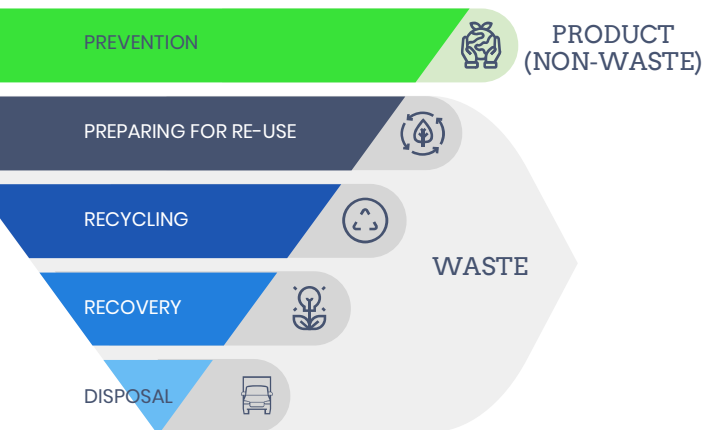 PREVENTION
PRODUCT
(NON-WASTE)
PREPARING FOR RE-USE
RECYCLING
WASTE
RECOVERY
DISPOSAL